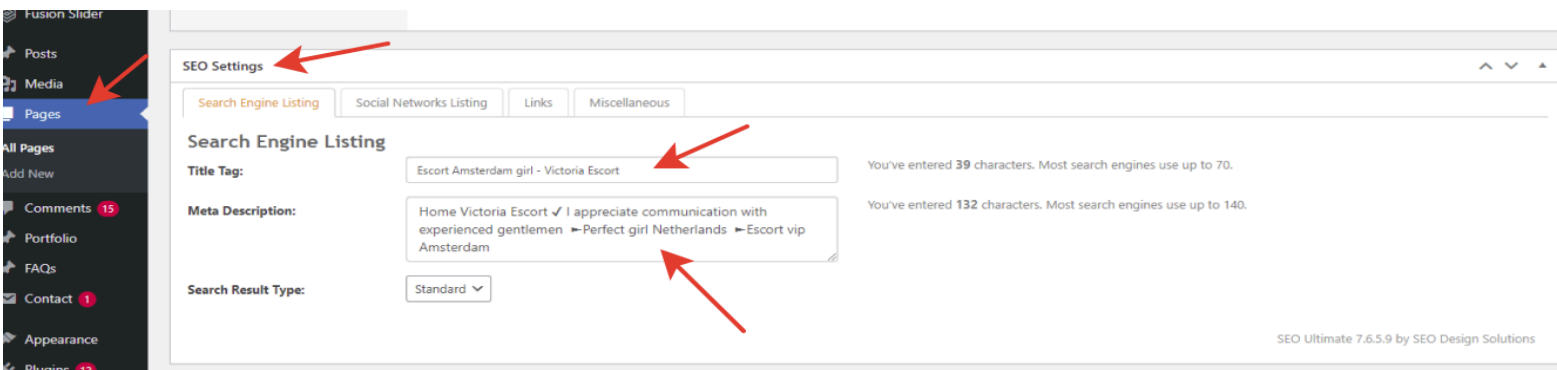 Fusion Slider
Posts
Media
Pages
All Pages
Add New
Comments 15
Portfolio
FAQs
Contact 1
Appearance
Plugins 12
SEO Settings
Search Engine Listing Social Networks Listing Links Miscellaneous
Search Engine Listing
Title Tag: Escort Amsterdam girl - Victoria Escort You've entered 39 characters. Most search engines use up to 70.
Meta Description: Home Victoria Escort ✓ I appreciate communication with You've entered 132 characters. Most search engines use up to 140.
experienced gentlemen ►Perfect girl Netherlands ►Escort vip
Amsterdam
Search Result Type: Standard
SEO Ultimate 7.6.5.9 by SEO Design Solutions